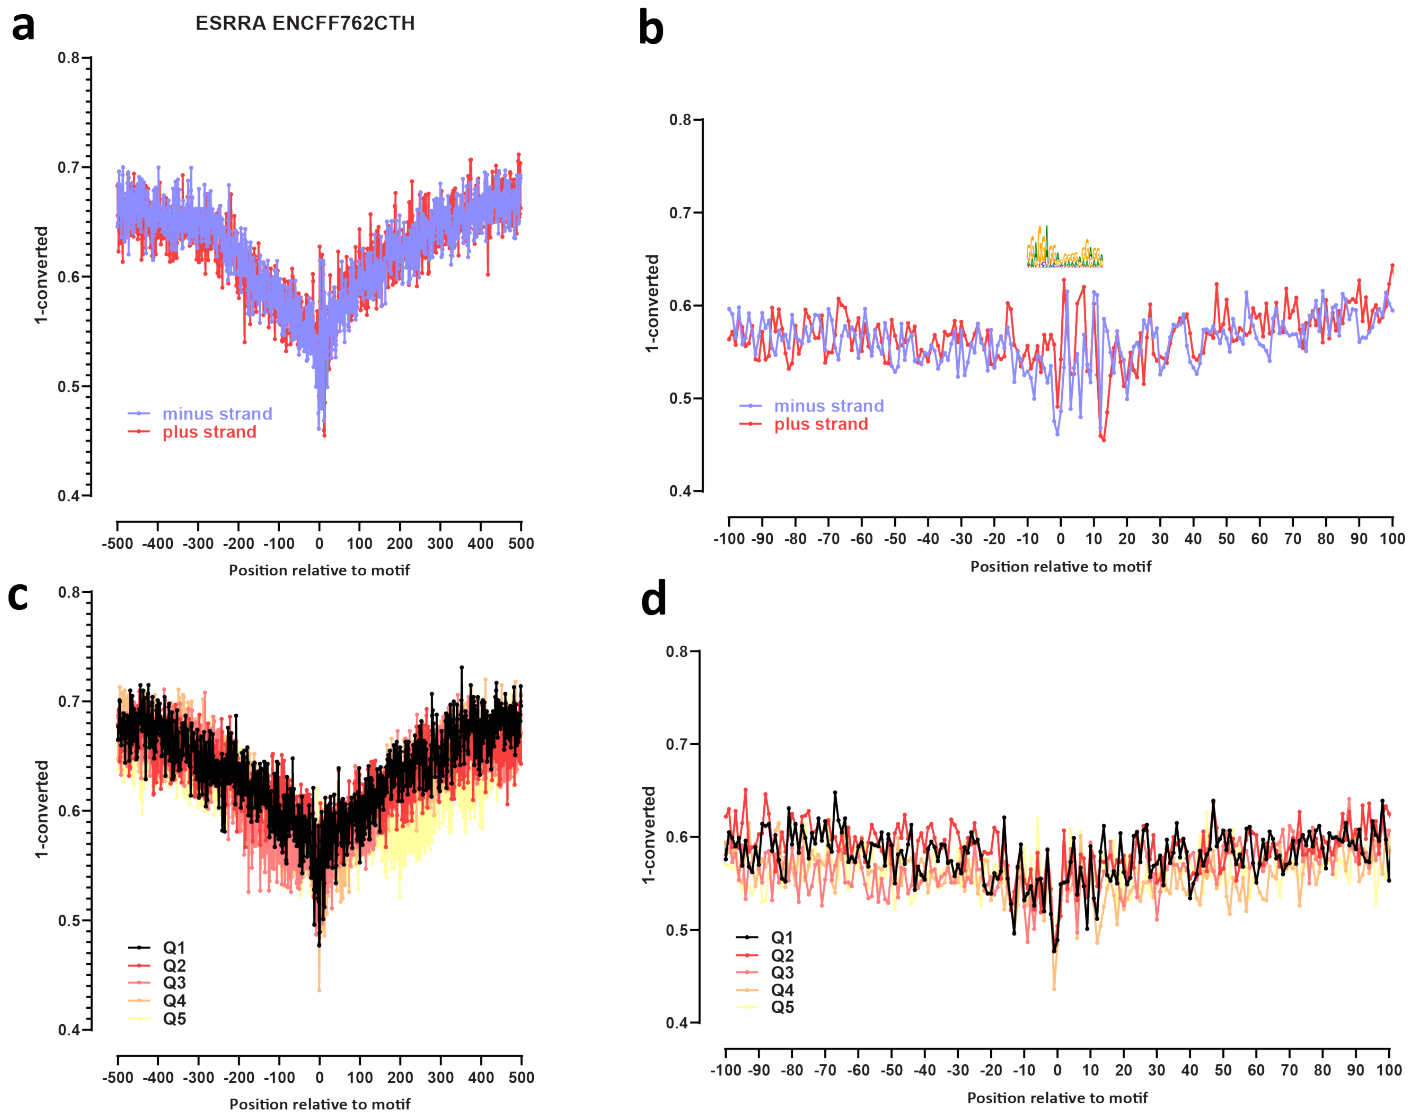 a
ESRRA ENCFF762CTH
0.8
0.7
0.6
0.5
0.4
1-converted
minus strand
plus strand
-500 -400 -300 -200 -100 0 100 200 300 400 500
Position relative to motif
b
0.8
0.7
0.6
0.5
0.4
1-converted
minus strand
plus strand
-100 -90 -80 -70 -60 -50 -40 -30 -20 -10 0 10 20 30 40 50 60 70 80 90 100
Position relative to motif
c
0.8
0.7
0.6
0.5
0.4
1-converted
Q1
Q2
Q3
Q4
Q5
-500 -400 -300 -200 -100 0 100 200 300 400 500
Position relative to motif
d
0.8
0.7
0.6
0.5
0.4
1-converted
Q1
Q2
Q3
Q4
Q5
-100 -90 -80 -70 -60 -50 -40 -30 -20 -10 0 10 20 30 40 50 60 70 80 90 100
Position relative to motif